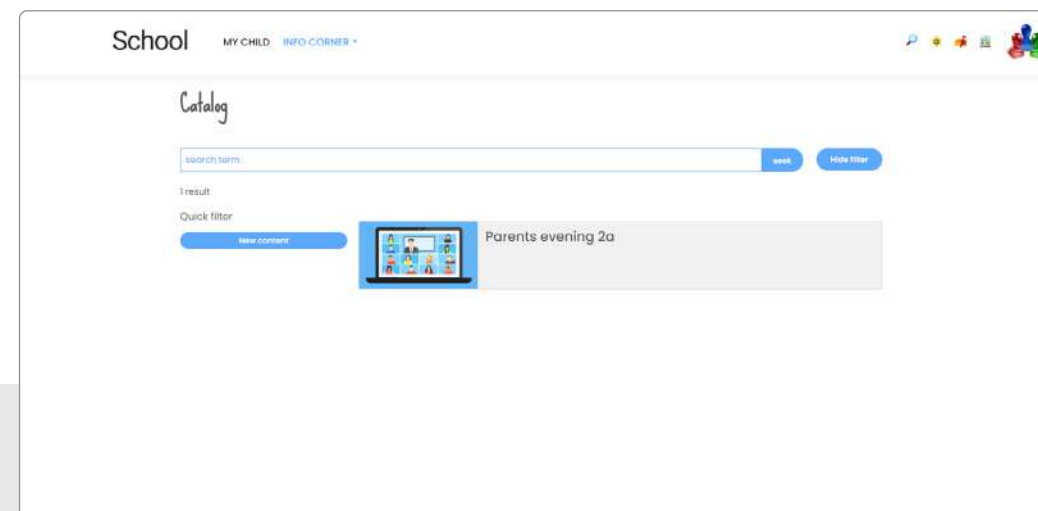 School
MY CHILD INFO CORNER
Catalog
search term
seek
Hide filter
1 result
Quick filter
New content
Parents evening 2a